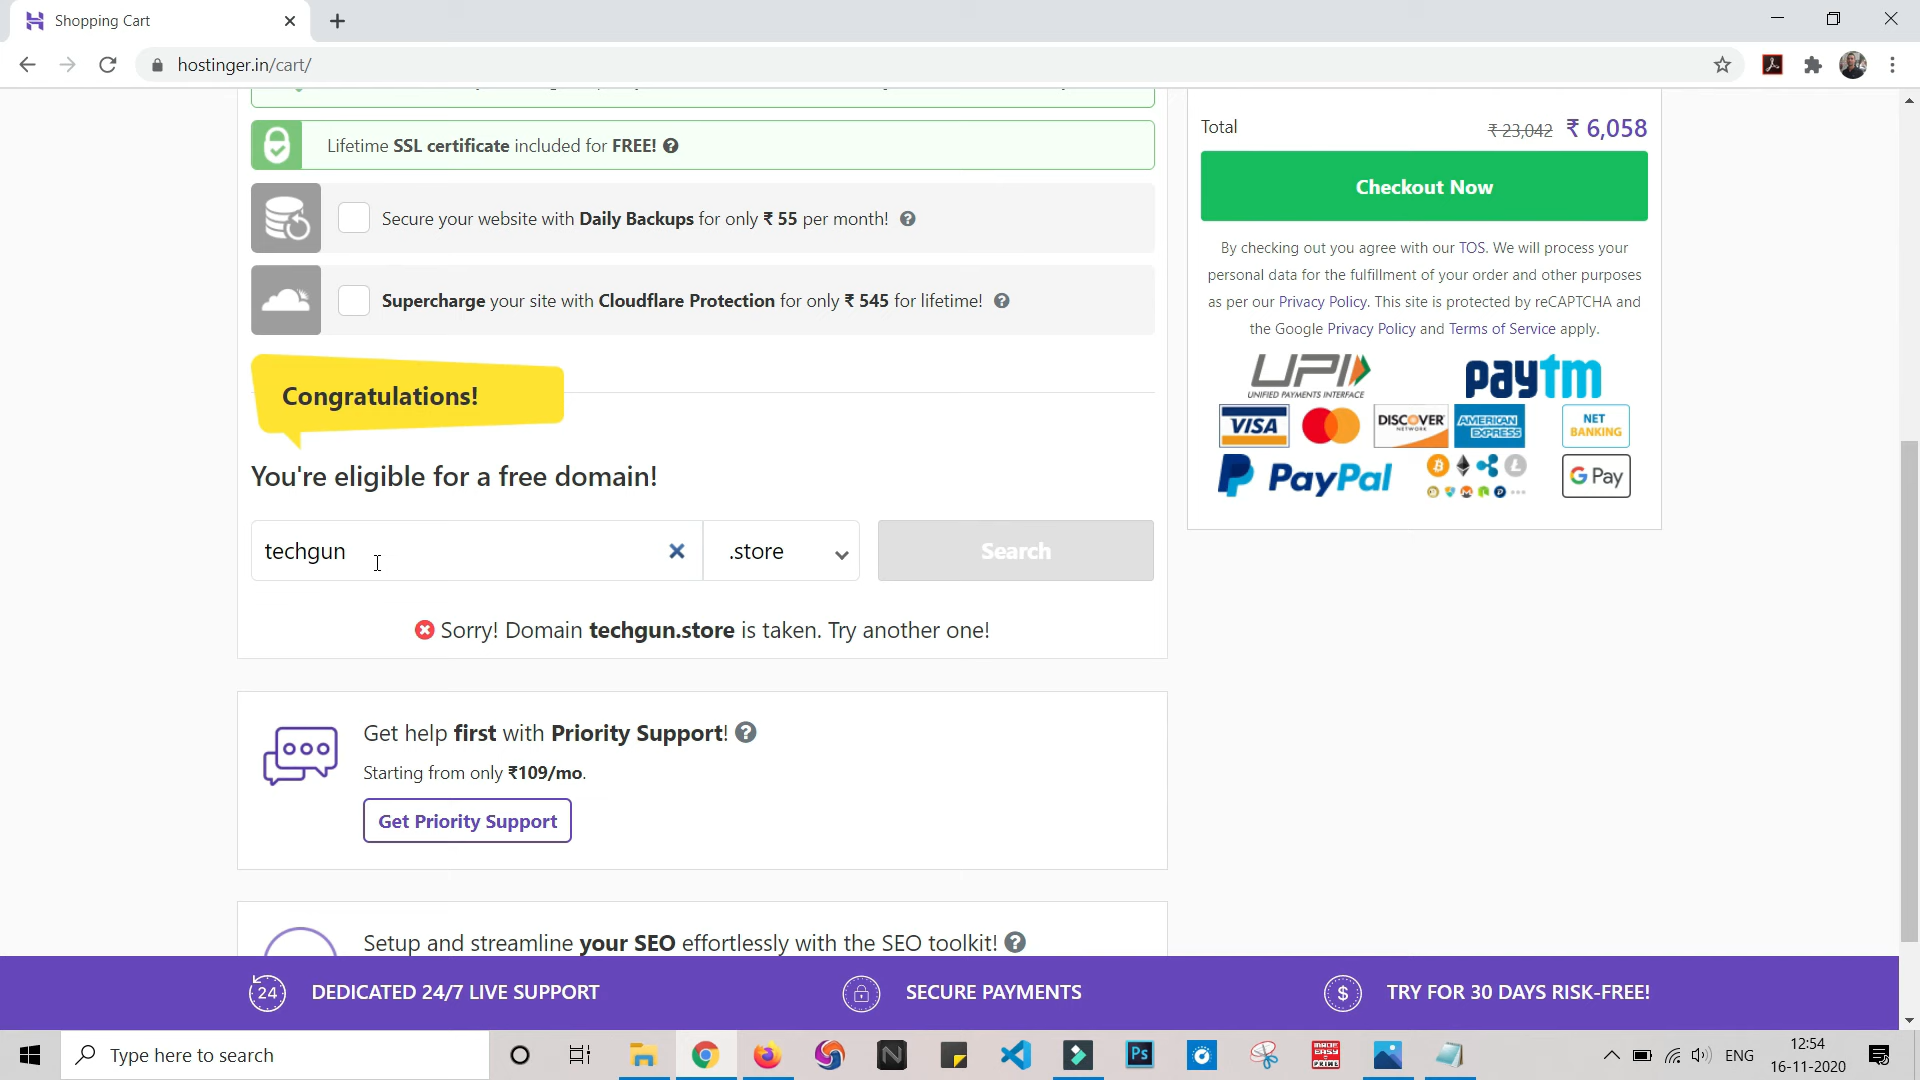 Shopping Cart
hostinger.in/cart/
Lifetime SSL certificate included for FREE!
Secure your website with Daily Backups for only ₹ 55 per month!
Supercharge your site with Cloudflare Protection for only ₹ 545 for lifetime!
Congratulations!
You're eligible for a free domain!
techgun
.store
Search
Sorry! Domain techgun.store is taken. Try another one!
Get help first with Priority Support!
Starting from only ₹109/mo.
Get Priority Support
Setup and streamline your SEO effortlessly with the SEO toolkit!
Total ₹ 23,042 ₹ 6,058
Checkout Now
By checking out you agree with our TOS. We will process your
personal data for the fulfillment of your order and other purposes
as per our Privacy Policy. This site is protected by reCAPTCHA and
the Google Privacy Policy and Terms of Service apply.
UPI
UNIFIED PAYMENTS INTERFACE
paytm
VISA
DISCOVER
NETWORK
AMERICAN
EXPRESS
NET
BANKING
PayPal
G Pay
24
DEDICATED 24/7 LIVE SUPPORT
SECURE PAYMENTS
$
TRY FOR 30 DAYS RISK-FREE!
Type here to search
N
Ps
MADE
EASY
PRIME
ENG
12:54
16-11-2020